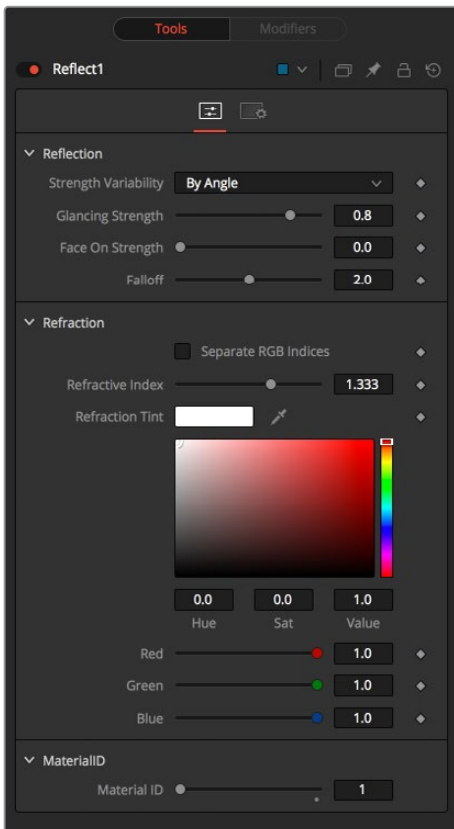 Tools Modifiers
Reflect1
Reflection
Strength Variability By Angle
Glancing Strength 0.8
Face On Strength 0.0
Falloff 2.0
Refraction
Separate RGB Indices
Refractive Index 1.333
Refraction Tint
0.0 0.0 1.0
Hue Sat Value
Red 1.0
Green 1.0
Blue 1.0
MaterialID
Material ID 1